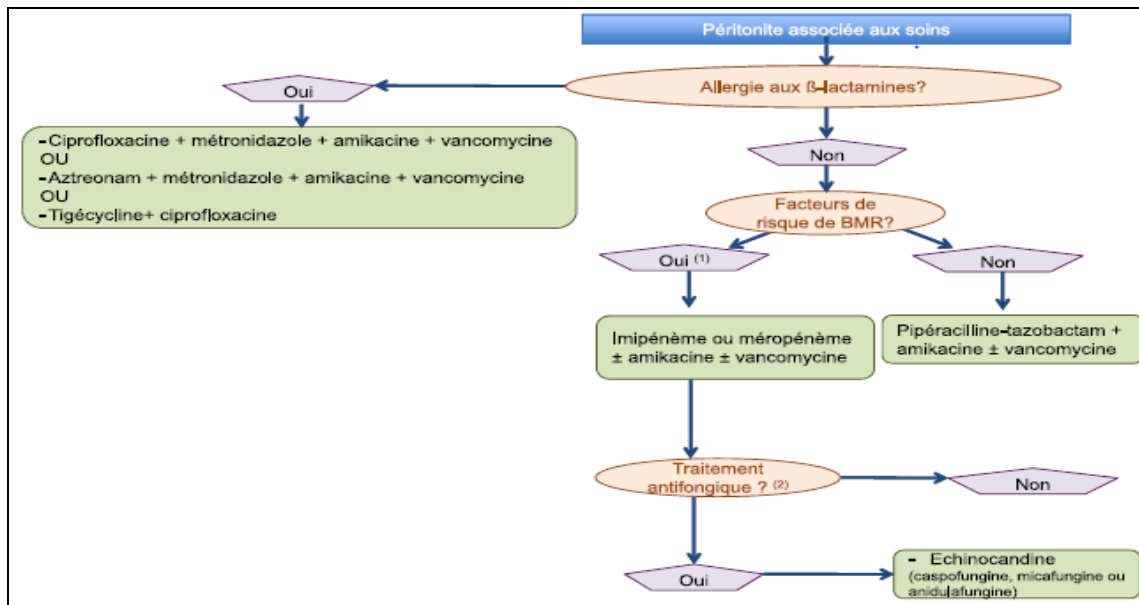 Péritonite associée aux soins
Allergie aux ß-lactamines?
Oui
- Ciprofloxacine + métronidazole + amikacine + vancomycine
OU
- Aztreonam + métronidazole + amikacine + vancomycine
OU
- Tigécycline+ ciprofloxacine
Non
Facteurs de
risque de BMR?
Oui (1)
Non
Imipénème ou méropénème
± amikacine ± vancomycine
Pipéracilline-tazobactam +
amikacine ± vancomycine
Traitement
antifongique ? (2)
Non
Oui
- Echinocandine
(caspofungine, micafungine ou
anidulafungine)